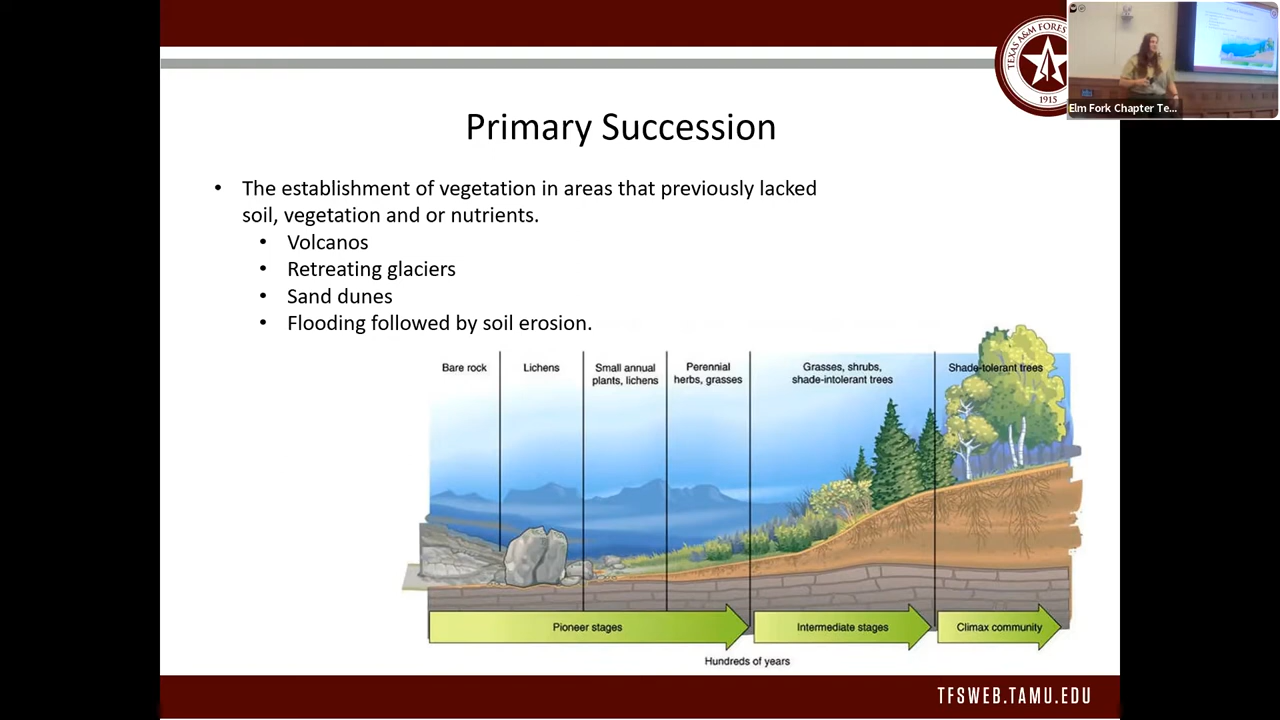 TEXAS A&M FORES
1915
Elm Fork Chapter Te...
Primary Succession
• The establishment of vegetation in areas that previously lacked
soil, vegetation and or nutrients.
• Volcanos
• Retreating glaciers
• Sand dunes
• Flooding followed by soil erosion.
Bare rock
Lichens
Small annual
plants, lichens
Perennial
herbs, grasses
Grasses, shrubs,
shade-intolerant trees
Shade-tolerant trees
Pioneer stages
Intermediate stages
Climax community
Hundreds of years
TFSWEB.TAMU.EDU